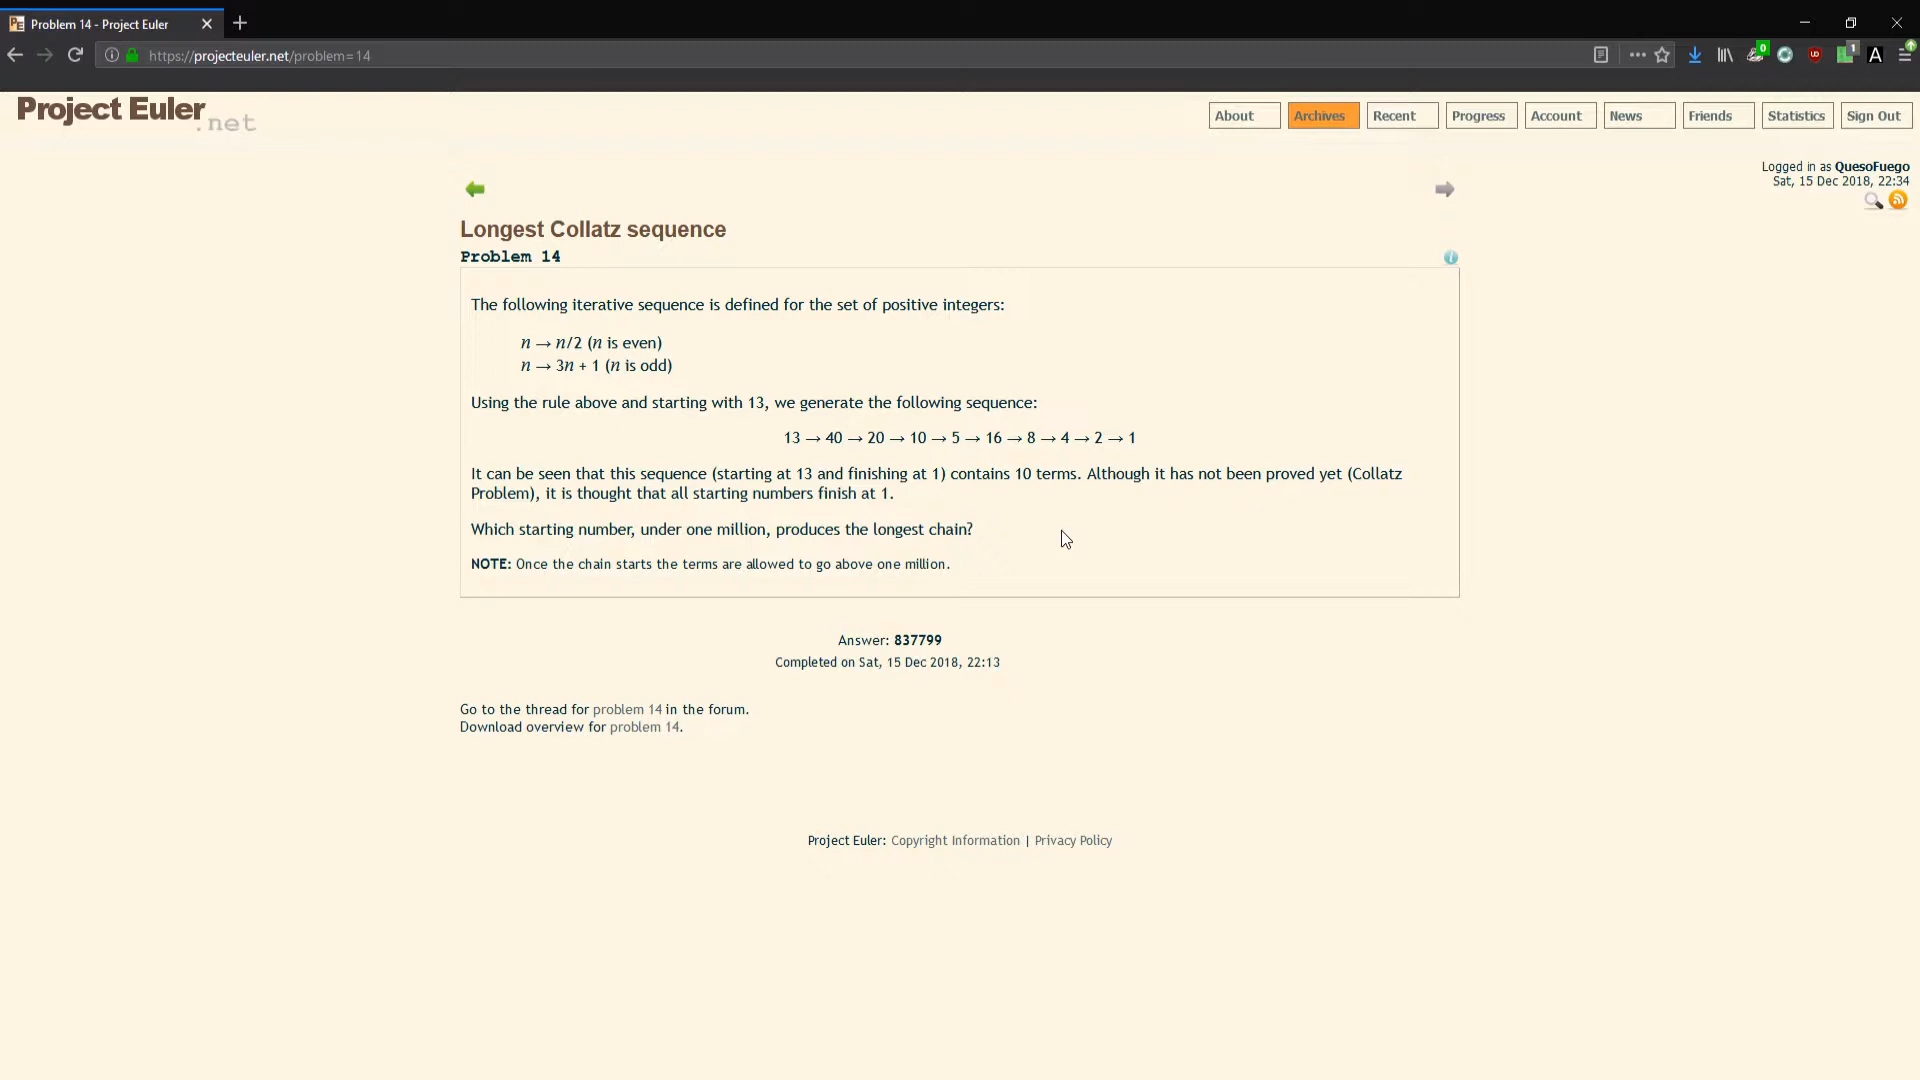 Problem 14 - Project Euler
https://projecteuler.net/problem=14
0
1
A
Project Euler
.net
About
Archives
Recent
Progress
Account
News
Friends
Statistics
Sign Out
Logged in as QuesoFuego
Sat, 15 Dec 2018, 22:34
Longest Collatz sequence
Problem 14
The following iterative sequence is defined for the set of positive integers:
n → n/2 (n is even)
n → 3n + 1 (n is odd)
Using the rule above and starting with 13, we generate the following sequence:
13 → 40 → 20 → 10 → 5 → 16 → 8 → 4 → 2 → 1
It can be seen that this sequence (starting at 13 and finishing at 1) contains 10 terms. Although it has not been proved yet (Collatz
Problem), it is thought that all starting numbers finish at 1.
Which starting number, under one million, produces the longest chain?
NOTE: Once the chain starts the terms are allowed to go above one million.
Answer: 837799
Completed on Sat, 15 Dec 2018, 22:13
Go to the thread for problem 14 in the forum.
Download overview for problem 14.
Project Euler: Copyright Information | Privacy Policy